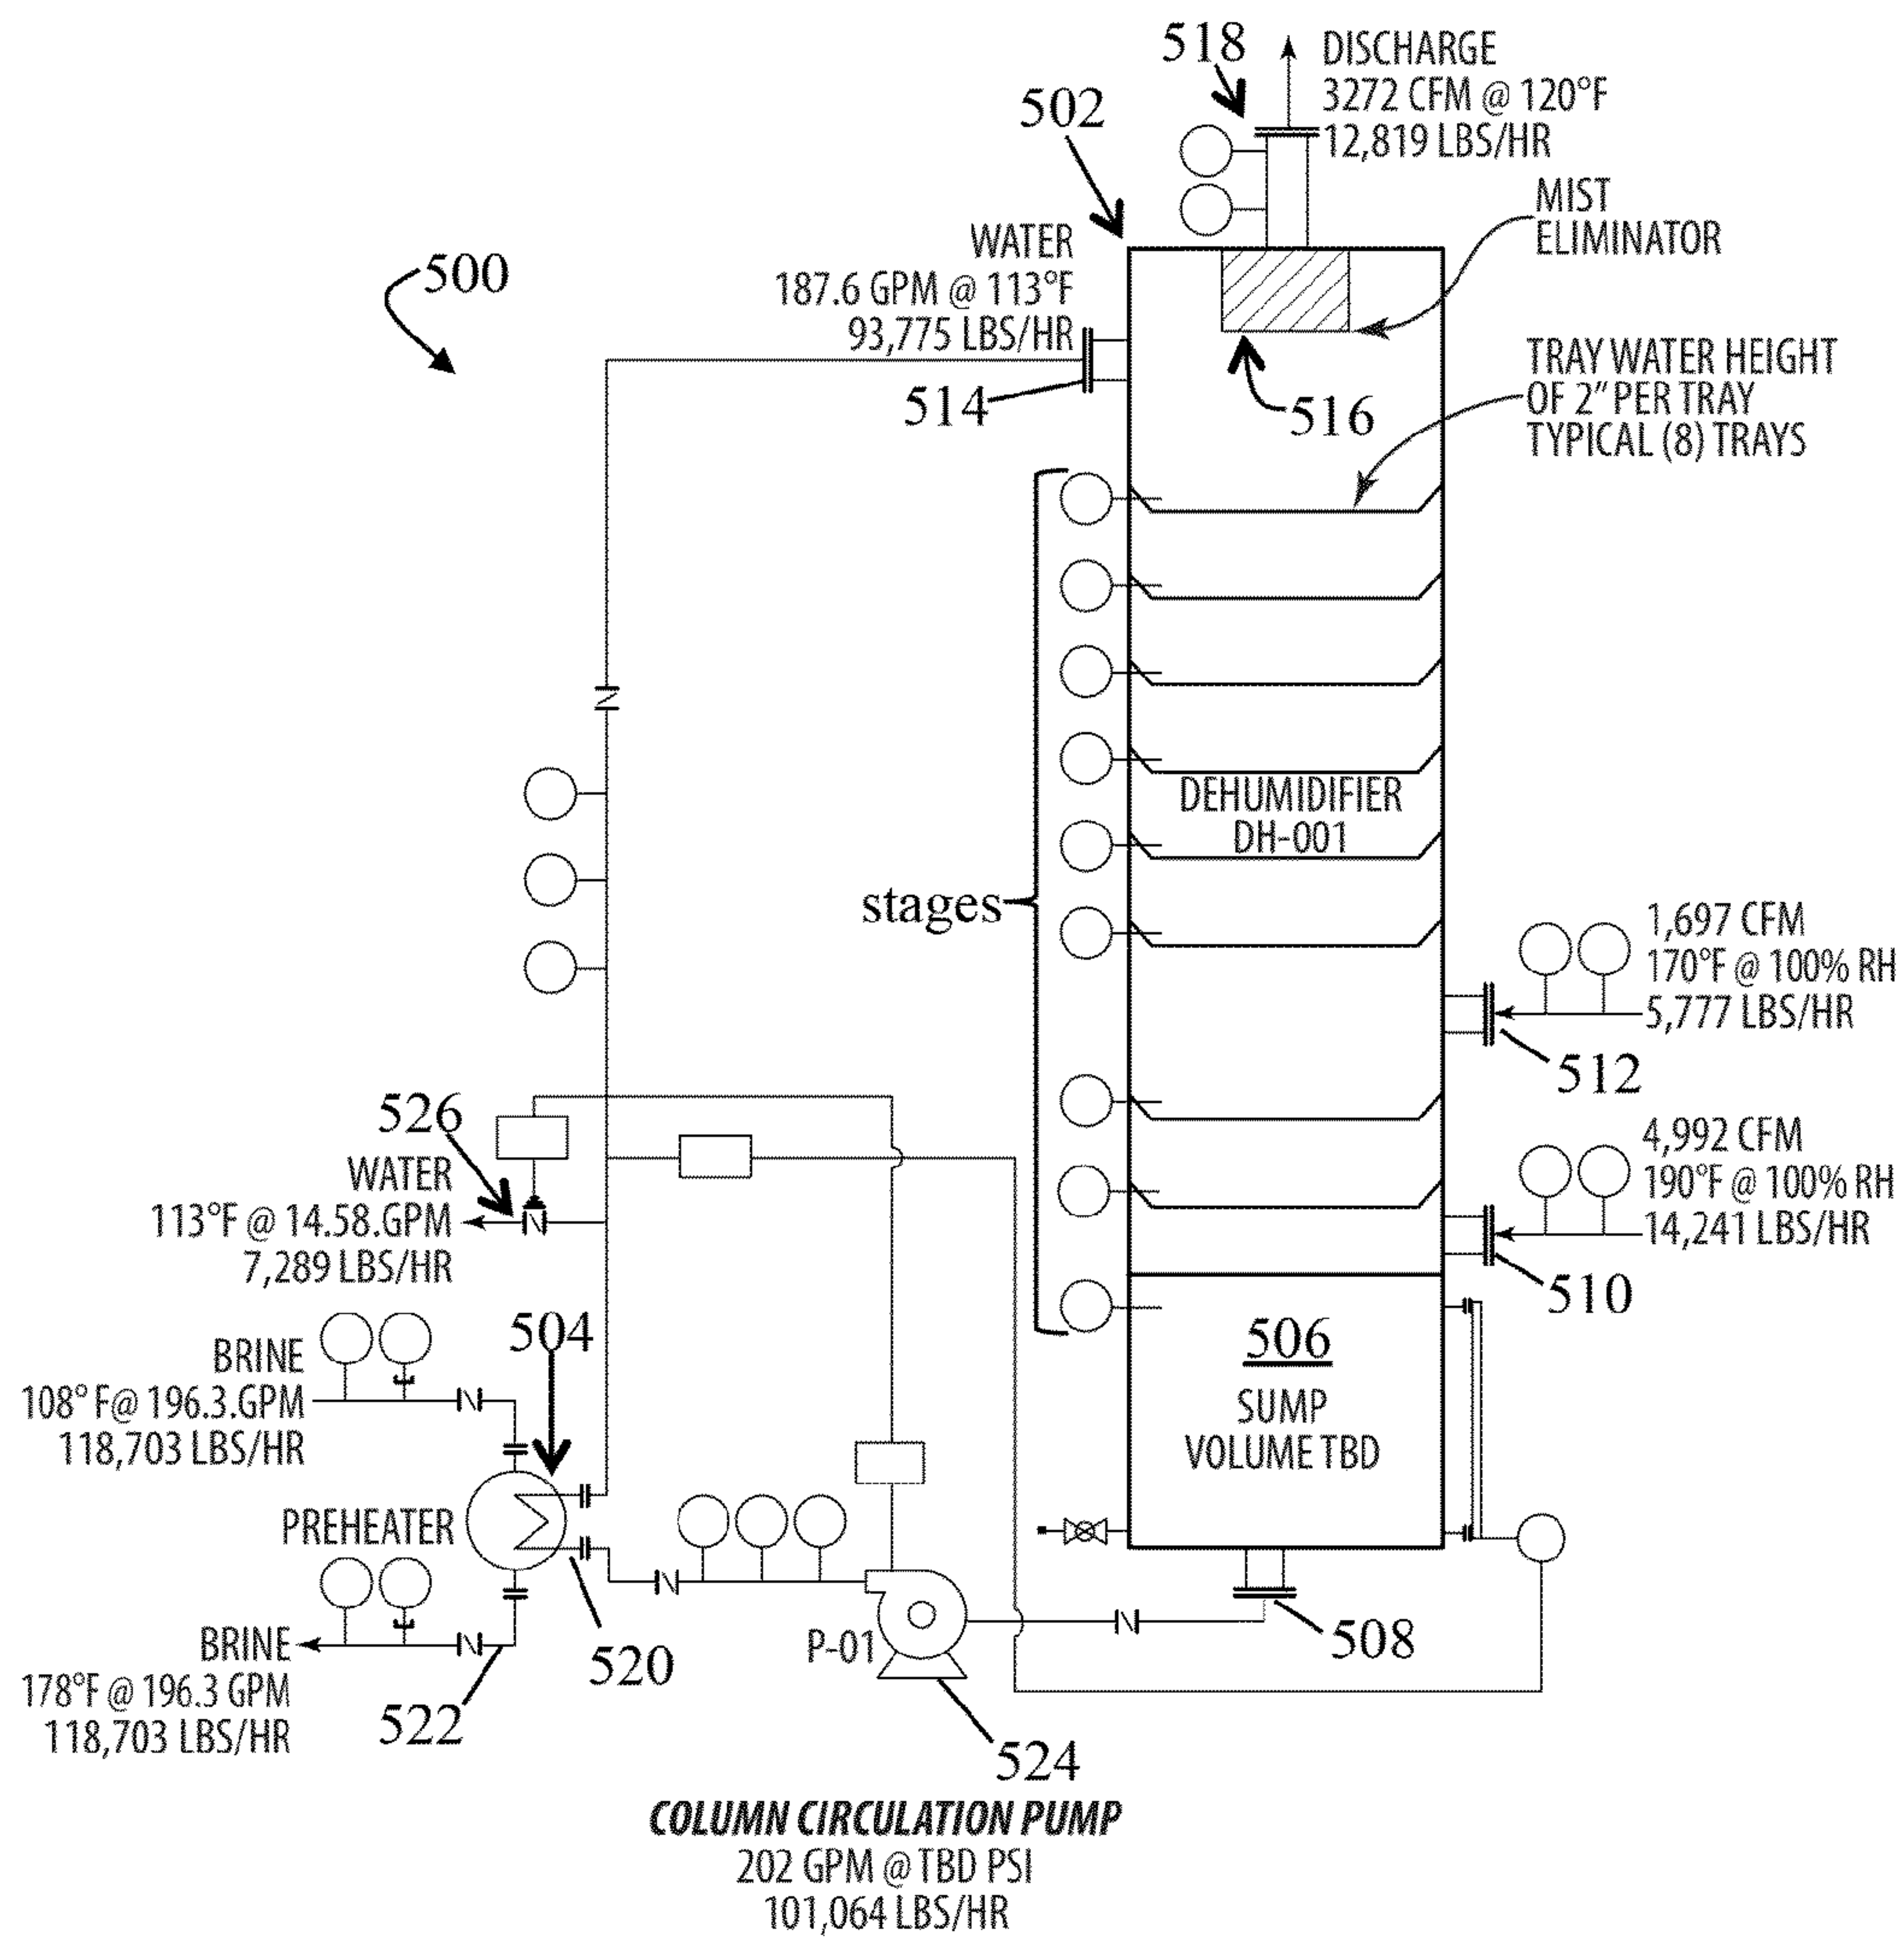 518
DISCHARGE
3272 CFM @ 120°F
12,819 LBS/HR
502
MIST
ELIMINATOR
WATER
187.6 GPM @ 113°F
93,775 LBS/HR
500
514
516
TRAY WATER HEIGHT
OF 2" PER TRAY
TYPICAL (8) TRAYS
N
DEHUMIDIFIER
DH-001
stages
1,697 CFM
170°F @ 100% RH
5,777 LBS/HR
512
526
WATER
113°F @ 14.58.GPM
7,289 LBS/HR
N
4,992 CFM
190°F @ 100% RH
14,241 LBS/HR
510
504
BRINE
108° F@ 196.3.GPM
118,703 LBS/HR
N
506
SUMP
VOLUME TBD
PREHEATER
N
BRINE
178°F @ 196.3 GPM
118,703 LBS/HR
N
522
520
P-01
N
508
524
COLUMN CIRCULATION PUMP
202 GPM @ TBD PSI
101,064 LBS/HR